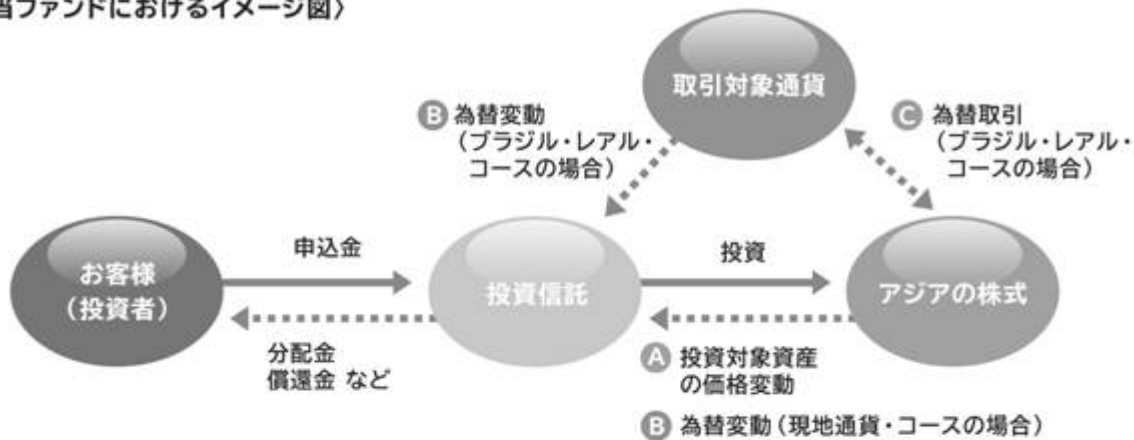 当ファンドにおけるイメージ図〉
取引対象通貨
B 為替変動
（ブラジル・レアル・
コースの場合）
C 為替取引
（ブラジル・レアル・
コースの場合）
お客様
（投資者）
申込金
投資信託
投資
アジアの株式
分配金
償還金 など
A 投資対象資産
の価格変動
B 為替変動（現地通貨・コースの場合）